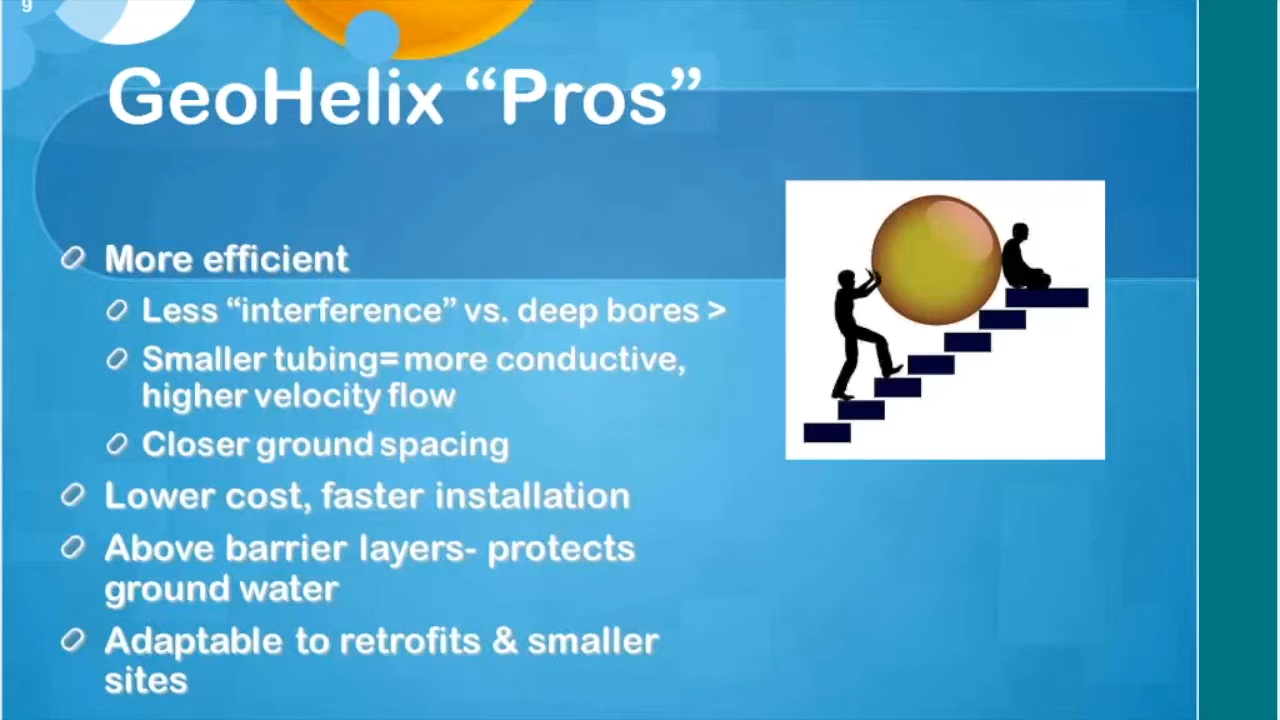 9
GeoHelix “Pros”
More efficient
Less “interference” vs. deep bores >
Smaller tubing=more conductive,
higher velocity flow
Closer ground spacing
Lower cost, faster installation
Above barrier layers- protects
ground water
Adaptable to retrofits & smaller
sites